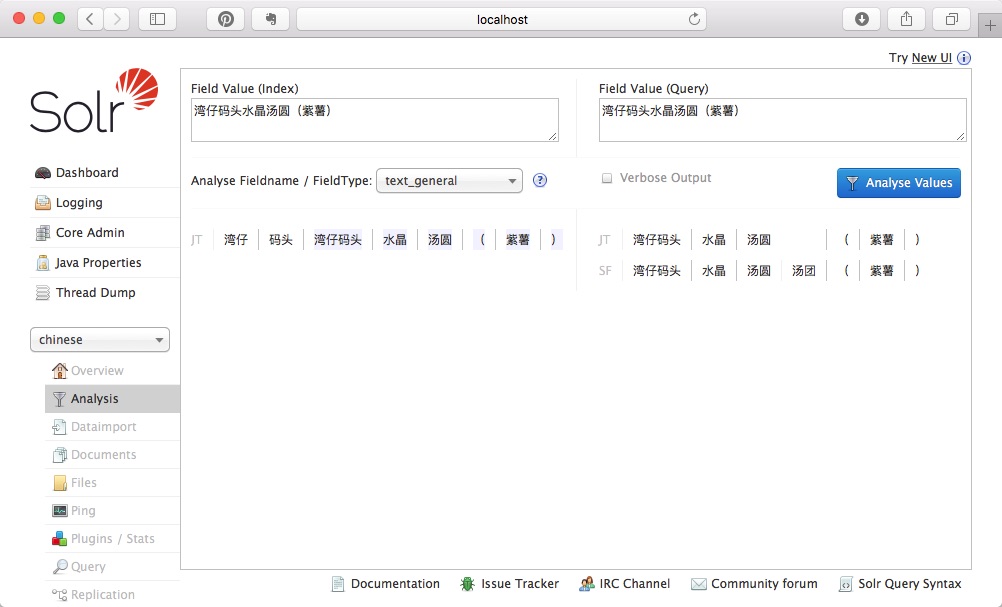 localhost
Try New UI
Solr
Dashboard
Logging
Core Admin
Java Properties
Thread Dump
chinese
Overview
Analysis
Dataimport
Documents
Files
Ping
Plugins / Stats
Query
Replication
Field Value (Index)
湾仔码头水晶汤圆（紫薯）
Field Value (Query)
湾仔码头水晶汤圆（紫薯）
Analyse Fieldname / FieldType: text_general
Verbose Output
Analyse Values
JT 湾仔 码头 湾仔码头 水晶 汤圆 （ 紫薯 ）
JT 湾仔码头 水晶 汤圆 （ 紫薯 ）
SF 湾仔码头 水晶 汤圆 汤团 （ 紫薯 ）
Documentation Issue Tracker IRC Channel Community forum Solr Query Syntax